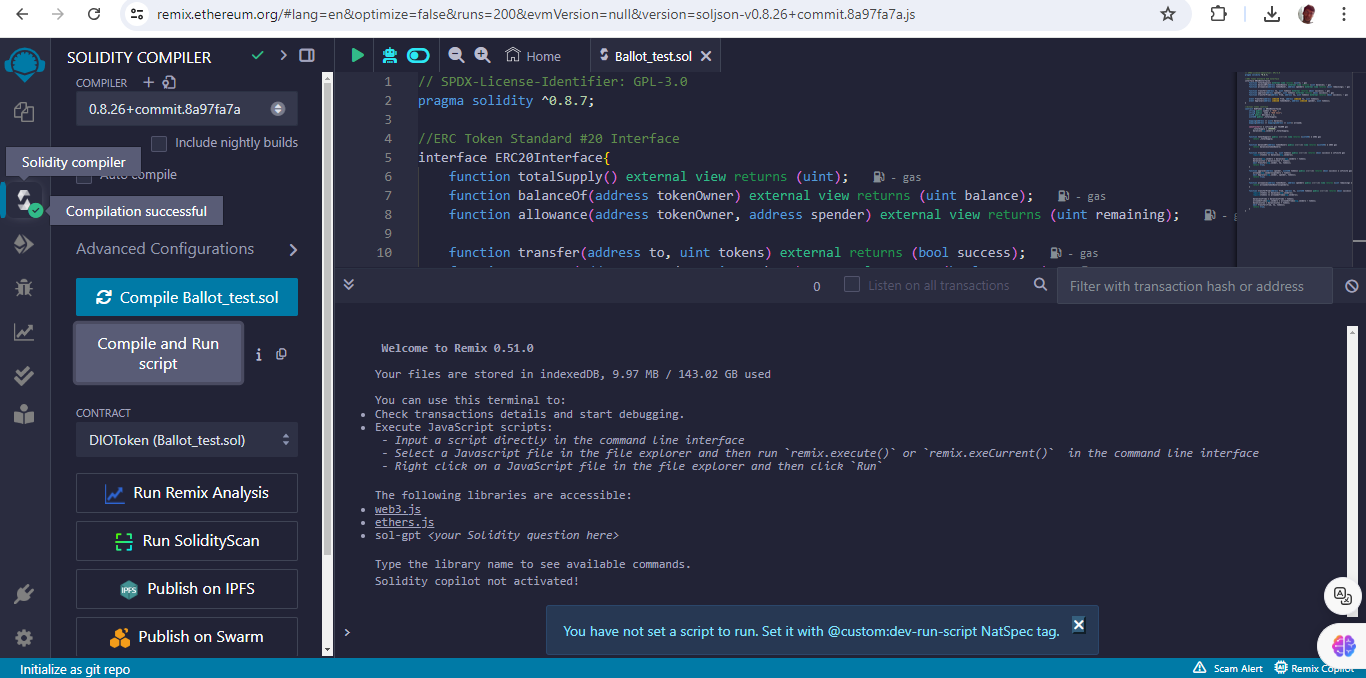 remix.ethereum.org/#lang=en&optimize=false&runs=200&evmVersion=null&version=soljson-v0.8.26+commit.8a97fa7a.js
SOLIDITY COMPILER
COMPILER
0.8.26+commit.8a97fa7a
Include nightly builds
Solidity compiler
Auto compile
Compilation successful
Advanced Configurations
Compile Ballot_test.sol
Compile and Run
script
i
CONTRACT
DIOToken (Ballot_test.sol)
Run Remix Analysis
Run SolidityScan
IPFS
Publish on IPFS
Publish on Swarm
Home
Ballot_test.sol
1 // SPDX-License-Identifier: GPL-3.0
2 pragma solidity ^0.8.7;
3
4 //ERC Token Standard #20 Interface
5 interface ERC20Interface{
6 function totalSupply() external view returns (uint); - gas
7 function balanceOf(address tokenOwner) external view returns (uint balance); - gas
8 function allowance(address tokenOwner, address spender) external view returns (uint remaining); -
9
10 function transfer(address to, uint tokens) external returns (bool success); - gas
0
Listen on all transactions
Filter with transaction hash or address
Welcome to Remix 0.51.0
Your files are stored in indexedDB, 9.97 MB / 143.02 GB used
You can use this terminal to:
• Check transactions details and start debugging.
• Execute JavaScript scripts:
- Input a script directly in the command line interface
- Select a Javascript file in the file explorer and then run `remix.execute()` or `remix.exeCurrent()` in the command line interface
- Right click on a JavaScript file in the file explorer and then click `Run`
The following libraries are accessible:
• web3.js
• ethers.js
• sol-gpt <your Solidity question here>
Type the library name to see available commands.
Solidity copilot not activated!
>
You have not set a script to run. Set it with @custom:dev-run-script NatSpec tag.
Initialize as git repo
Scam Alert
Remix Copilot